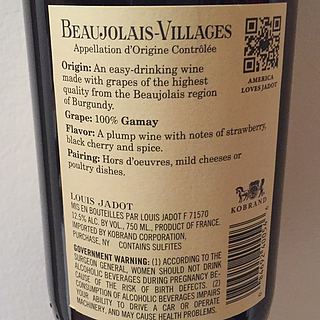 BEAUJOLAIS-VILLAGES
Appellation d'Origine Contrôlée
Origin: An easy-drinking wine
made with grapes of the highest
quality from the Beaujolais region
of Burgundy.
Grape: 100% Gamay
Flavor: A plump wine with notes of strawberry,
black cherry and spice.
Pairing: Hors d'oeuvres, mild cheeses or
poultry dishes.
AMERICA
LOVES JADOT
KOBRAND
LOUIS JADOT
MIS EN BOUTEILLES PAR LOUIS JADOT F 71570
12.5% ALC. BY VOL., 750 ML., PRODUCT OF FRANCE.
IMPORTED BY KOBRAND CORPORATION,
PURCHASE, NY CONTAINS SULFITES
GOVERNMENT WARNING: (1) ACCORDING TO THE
SURGEON GENERAL, WOMEN SHOULD NOT DRINK
ALCOHOLIC BEVERAGES DURING PREGNANCY BE-
CAUSE OF THE RISK OF BIRTH DEFECTS. (2)
CONSUMPTION OF ALCOHOLIC BEVERAGES IMPAIRS
YOUR ABILITY TO DRIVE A CAR OR OPERATE
MACHINERY, AND MAY CAUSE HEALTH PROBLEMS.